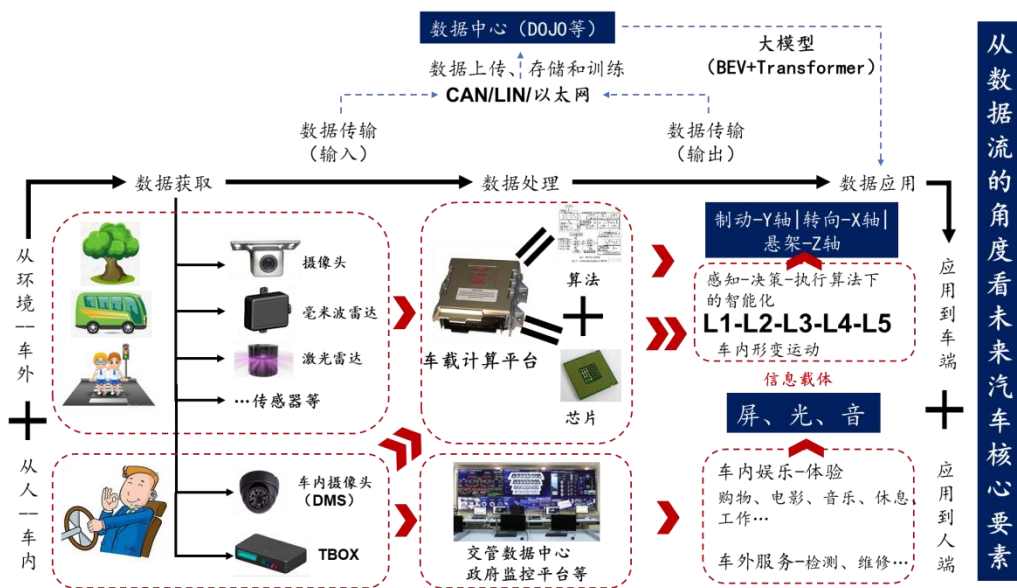 数据中心（DOJO等）
大模型
（BEV+Transformer）
数据上传、存储和训练
CAN/LIN/以太网
数据传输
（输入）
数据传输
（输出）
数据获取
数据处理
数据应用
从环境--车外
摄像头
毫米波雷达
激光雷达
…传感器等
车载计算平台
算法
芯片
制动-Y轴|转向-X轴|
悬架-Z轴
感知-决策-执行算法下
的智能化
L1-L2-L3-L4-L5
车内形变运动
信息载体
应用到车端
从人--车内
车内摄像头
（DMS）
TBOX
交管数据中心
政府监控平台等
屏、光、音
车内娱乐-体验
购物、电影、音乐、休息、
工作…
车外服务-检测、维修…
应用到人端
从数据流的角度看未来汽车核心要素